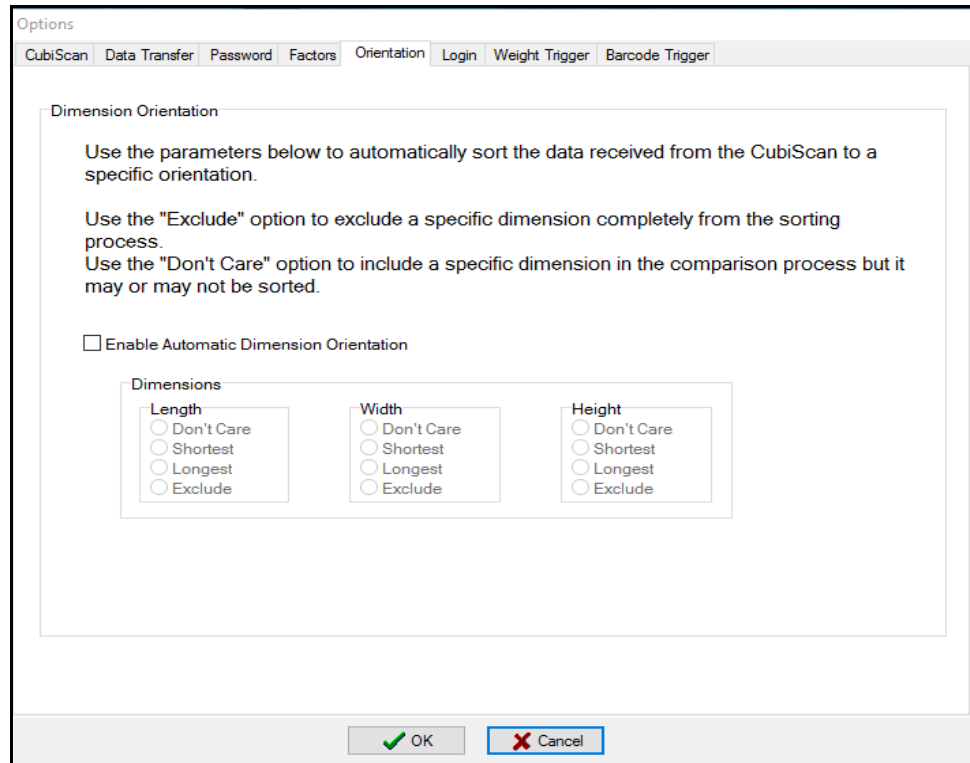 Options
CubiScan Data Transfer Password Factors Orientation Login Weight Trigger Barcode Trigger
Dimension Orientation
Use the parameters below to automatically sort the data received from the CubiScan to a
specific orientation.
Use the "Exclude" option to exclude a specific dimension completely from the sorting
process.
Use the "Don't Care" option to include a specific dimension in the comparison process but it
may or may not be sorted.
Enable Automatic Dimension Orientation
Dimensions
Length Width Height
Don't Care Don't Care Don't Care
Shortest Shortest Shortest
Longest Longest Longest
Exclude Exclude Exclude
OK Cancel